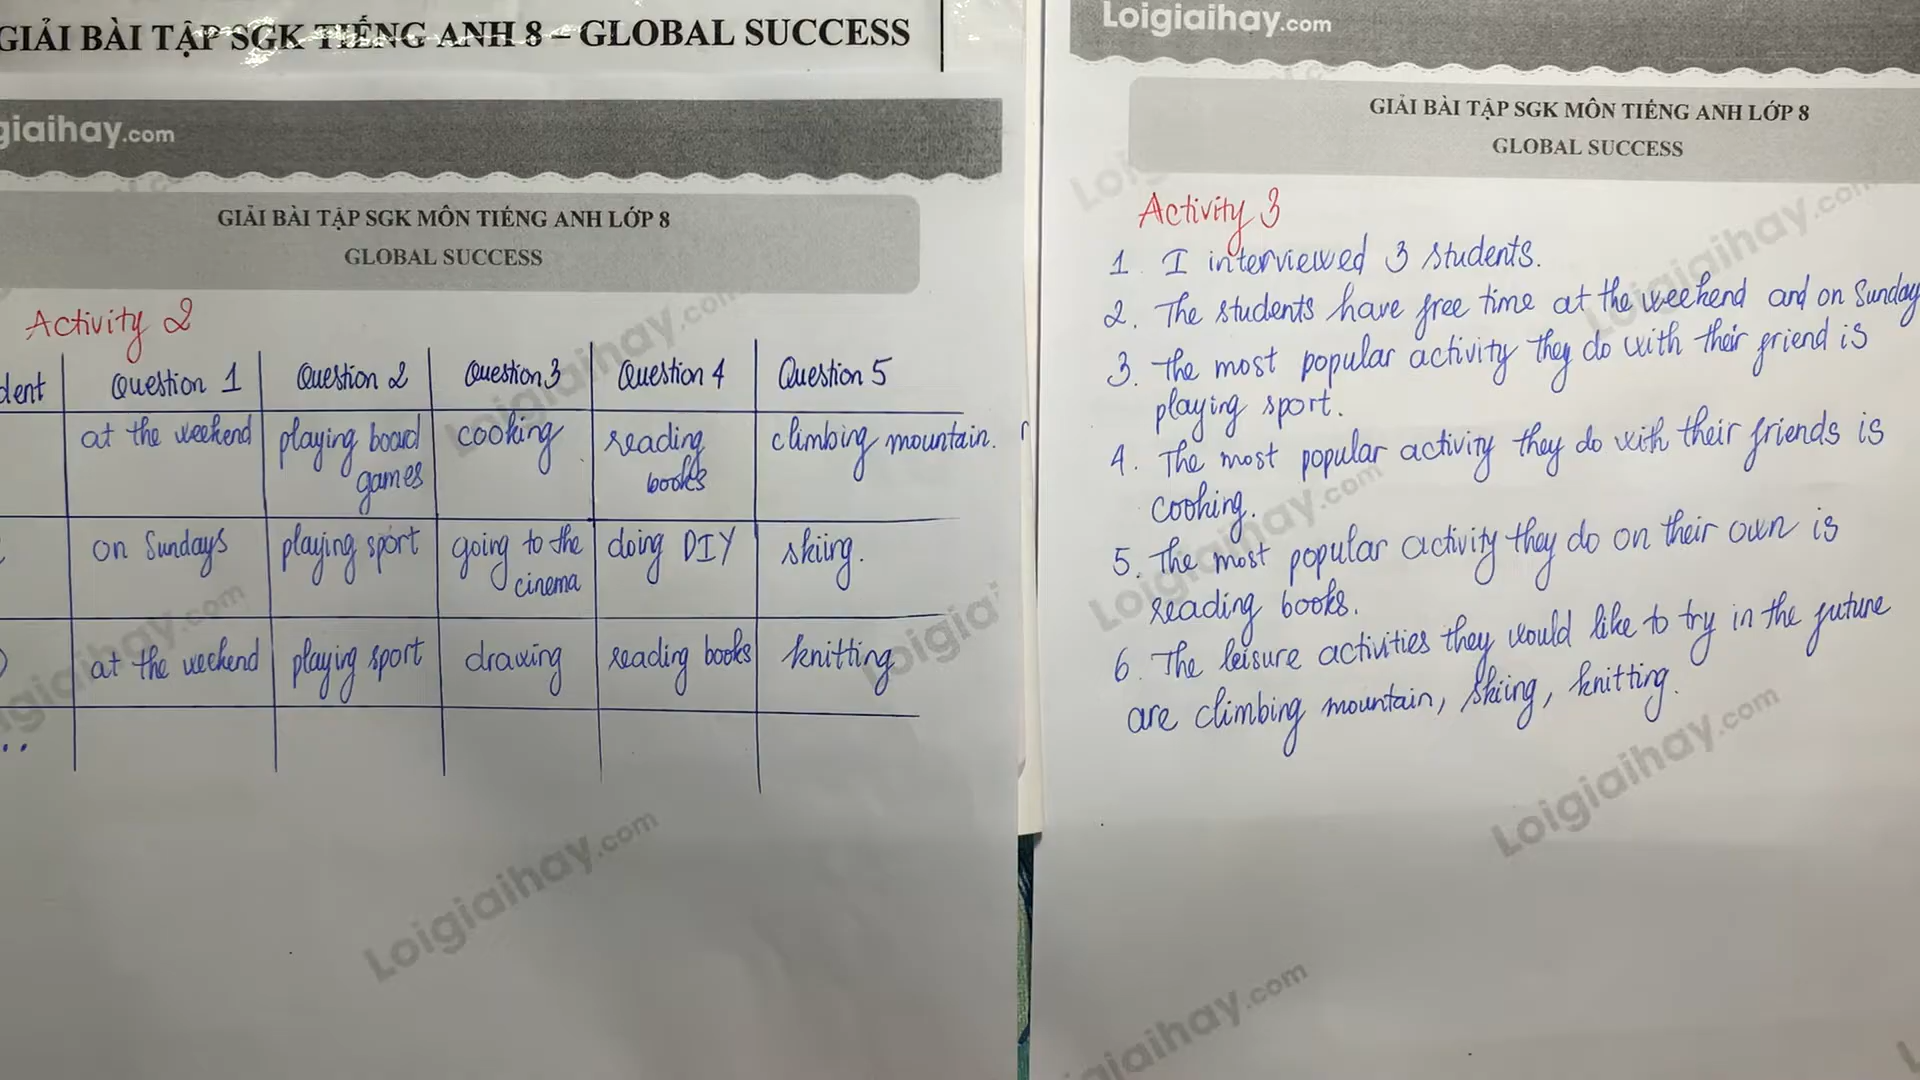 GIẢI BÀI TẬP SGK TIẾNG ANH 8 – GLOBAL SUCCESS
giaihay.com
GIẢI BÀI TẬP SGK MÔN TIẾNG ANH LỚP 8
GLOBAL SUCCESS
Activity 2
dent Question 1 Question 2 Question 3 Question 4 Question 5
at the weekend playing board cooking reading climbing mountain.
games books
on Sundays playing sport going to the doing DIY skiing.
cinema
at the weekend playing sport drawing reading books knitting
..
Loigiaihay.com
Loigiaihay.com
GIẢI BÀI TẬP SGK MÔN TIẾNG ANH LỚP 8
GLOBAL SUCCESS
Activity 3
1. I interviewed 3 students.
2. The students have free time at the weekend and on Sunday
3. The most popular activity they do with their friend is
playing sport.
4. The most popular activity they do with their friends is
cooking.
5. The most popular activity they do on their own is
reading books.
6. The leisure activities they would like to try in the future
are climbing mountain, skiing, knitting.
Loigiaihay.com
giaihay.com